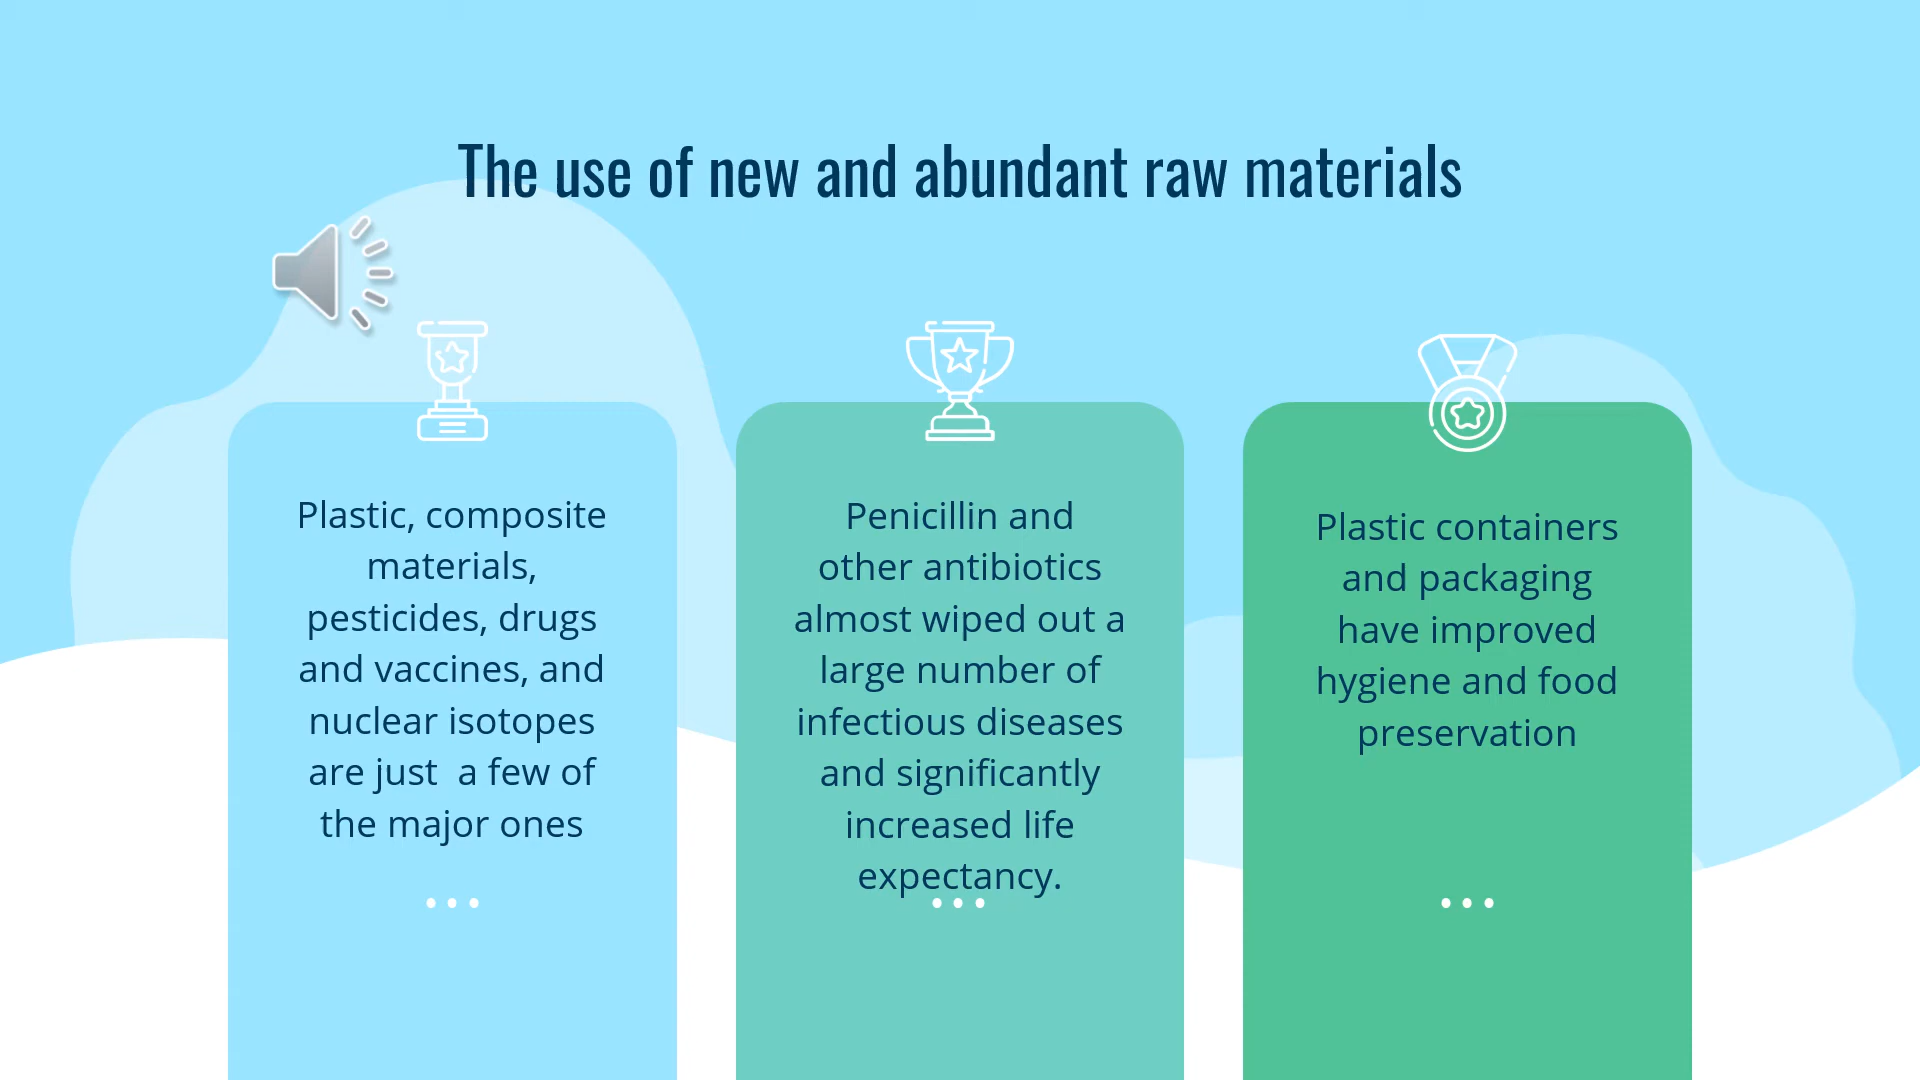 The use of new and abundant raw materials
Plastic, composite
materials,
pesticides, drugs
and vaccines, and
nuclear isotopes
are just  a few of
the major ones
Penicillin and
other antibiotics
almost wiped out a
large number of
infectious diseases
and significantly
increased life
expectancy.
Plastic containers
and packaging
have improved
hygiene and food
preservation